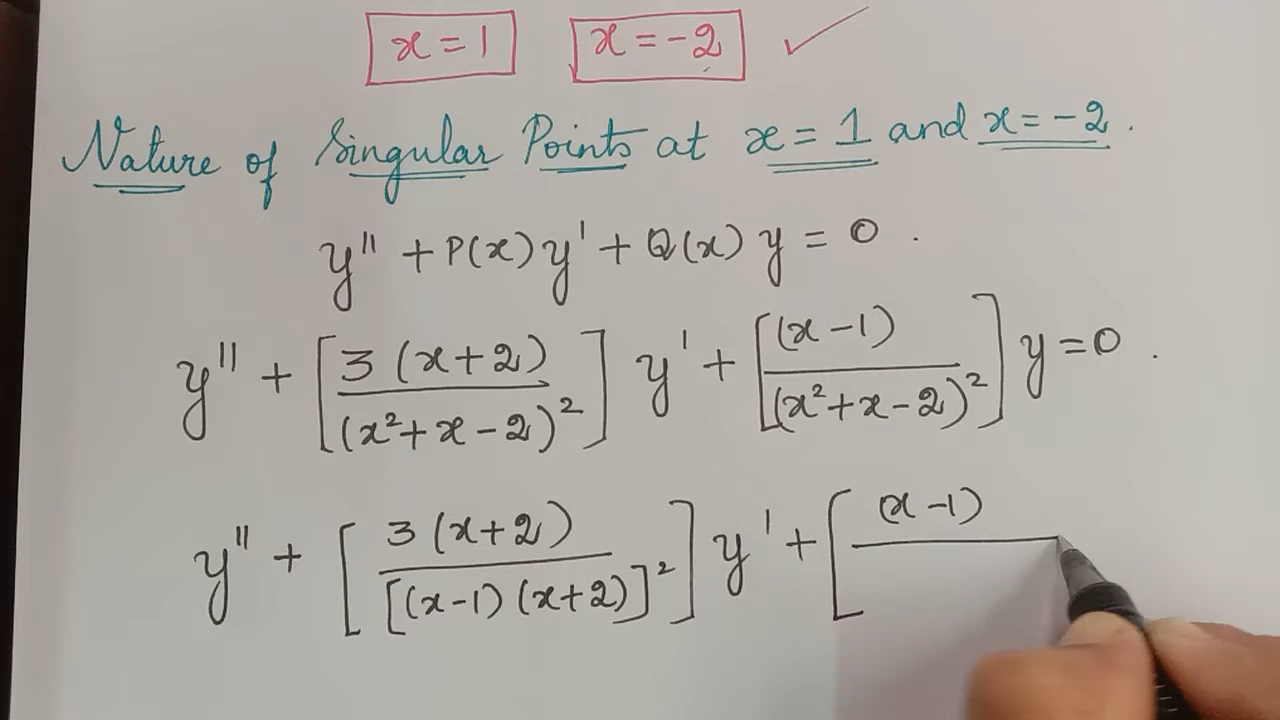 x = 1 x = -2 ✓
Nature of Singular Points at x = 1 and x = -2 .
y'' + P(x) y' + Q(x) y = 0 .
y'' + [3 (x+2) / (x²+x-2)²] y' + [(x-1) / (x²+x-2)²] y = 0 .
y'' + [3 (x+2) / [(x-1) (x+2)]²] y' + [(x-1)